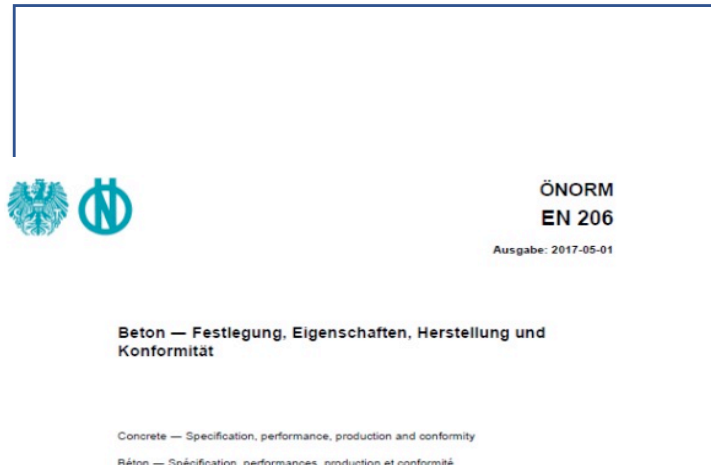 ÖNORM
EN 206
Ausgabe: 2017-05-01
Beton — Festlegung, Eigenschaften, Herstellung und
Konformität
Concrete — Specification, performance, production and conformity
Béton — Spécification, performances, production et conformité